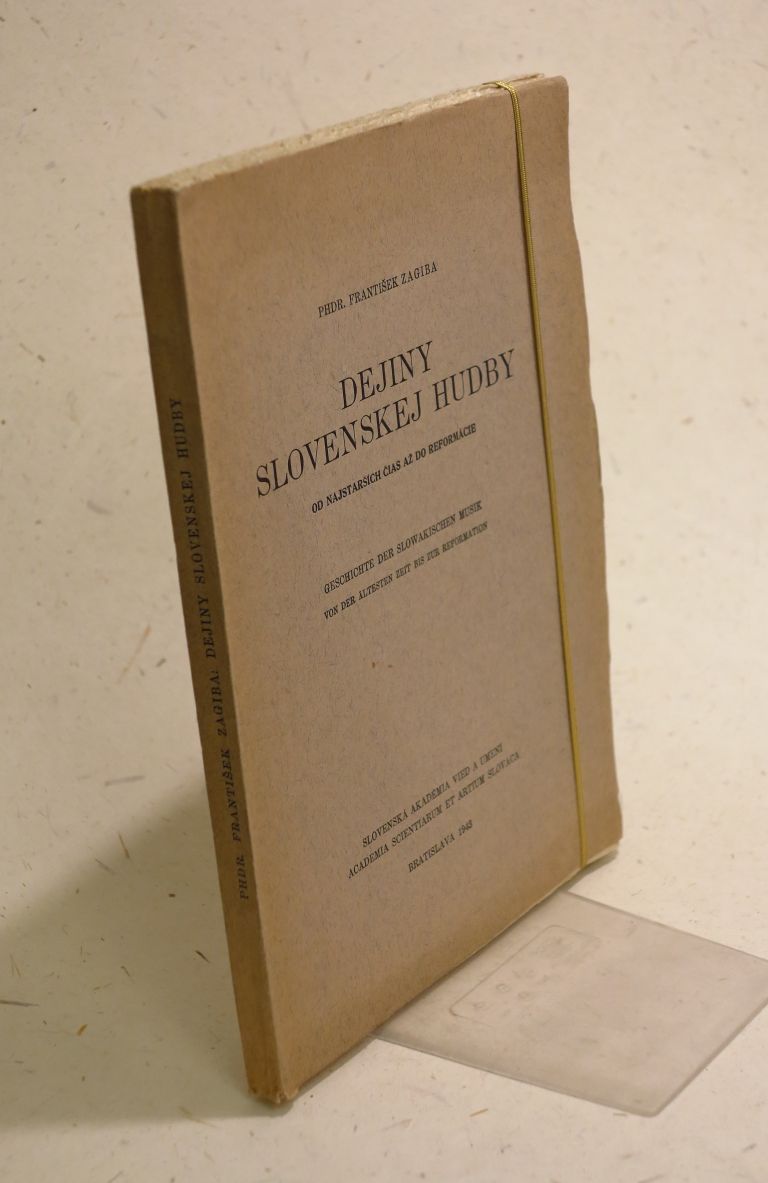 PHDR. FRANTIŠEK ZAGIBA: DEJINY SLOVENSKEJ HUDBY
PHDR. FRANTIŠEK ZAGIBA
DEJINY
SLOVENSKEJ HUDBY
OD NAJSTARŠÍCH ČIAS AŽ DO REFORMÁCIE
GESCHICHTE DER SLOWAKISCHEN MUSIK
VON DER ÄLTESTEN ZEIT BIS ZUR REFORMATION
SLOVENSKÁ AKADÉMIA VIED A UMENÍ
ACADEMIA SCIENTIARUM ET ARTIUM SLOVACA
BRATISLAVA 1943